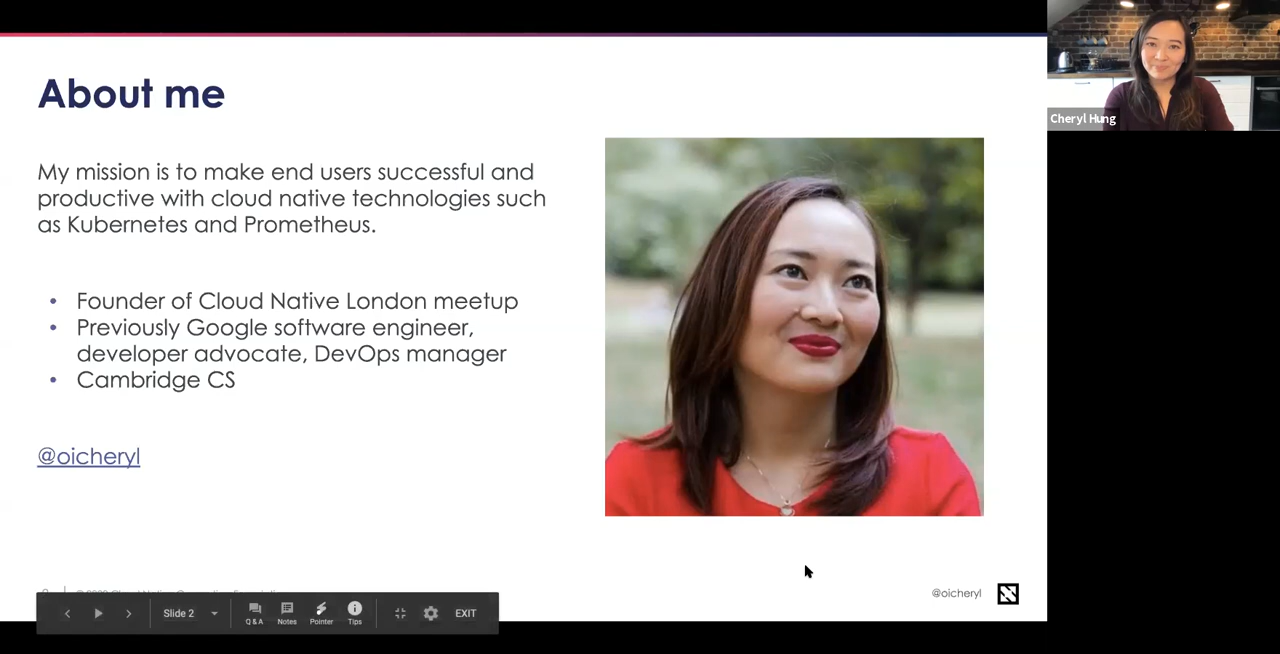 About me
My mission is to make end users successful and
productive with cloud native technologies such
as Kubernetes and Prometheus.
• Founder of Cloud Native London meetup
• Previously Google software engineer,
developer advocate, DevOps manager
• Cambridge CS
@oicheryl
Cheryl Hung
@oicheryl
Slide 2
Q & A
Notes
Pointer
Tips
EXIT